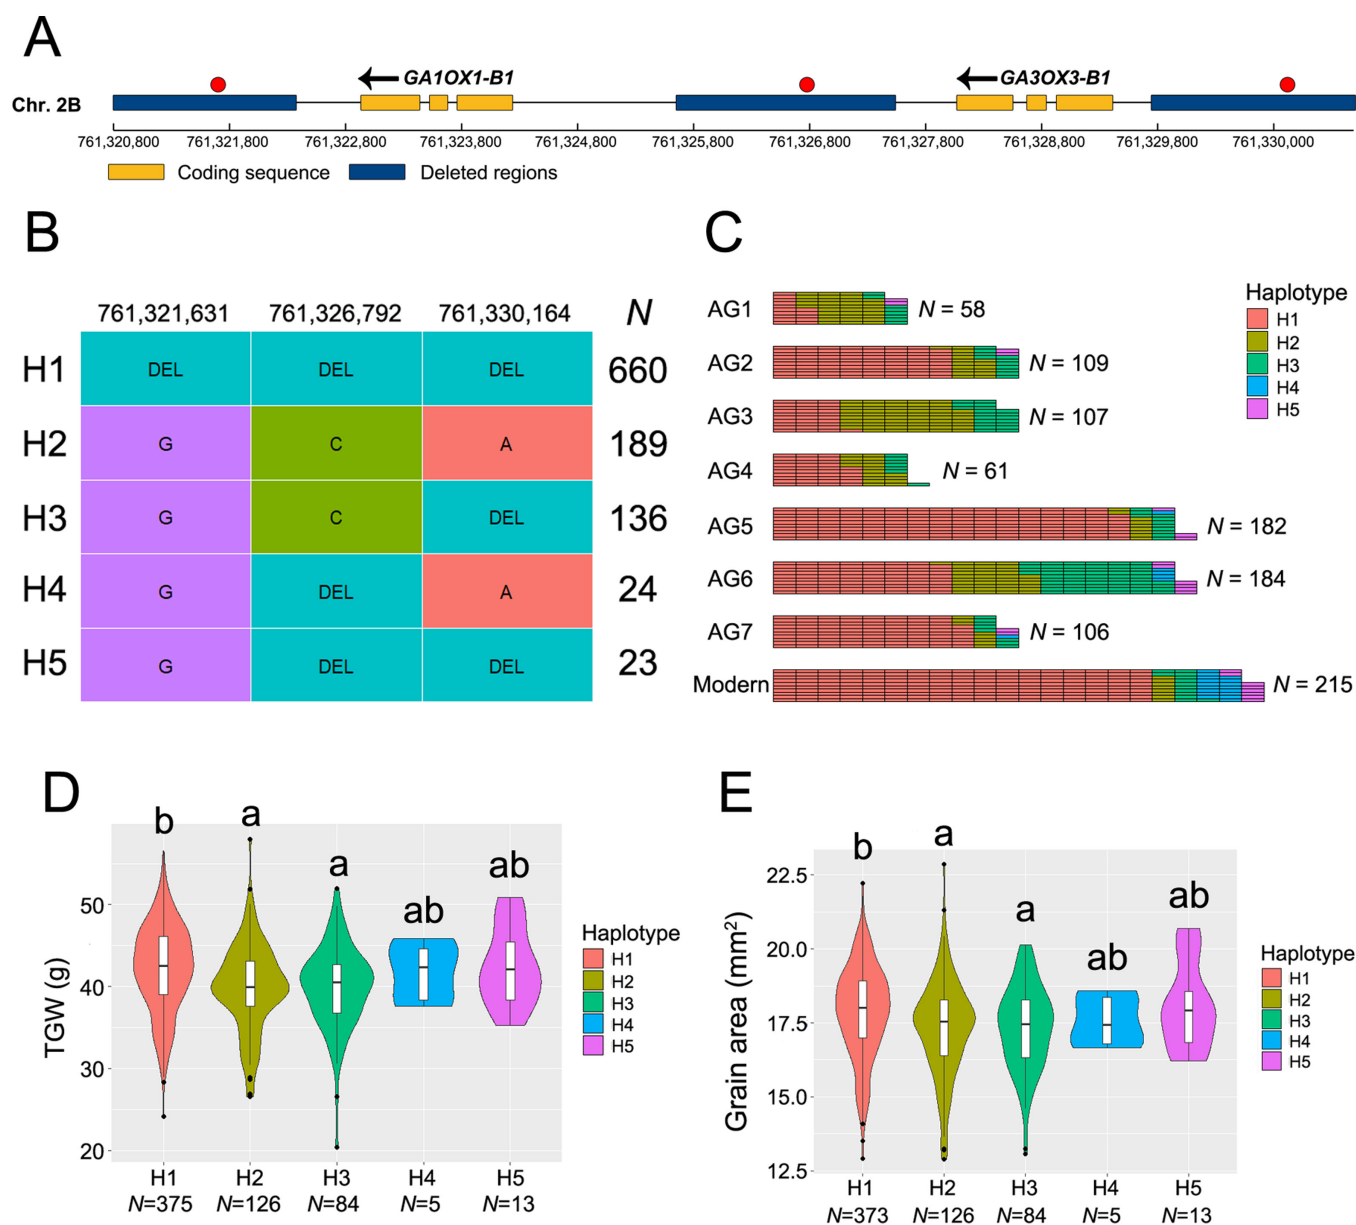 A
GA1OX1-B1
GA3OX3-B1
Chr. 2B
761,320,800 761,321,800 761,322,800 761,323,800 761,324,800 761,325,800 761,326,800 761,327,800 761,328,800 761,329,800 761,330,000
Coding sequence Deleted regions
B
761,321,631 761,326,792 761,330,164 N
H1 DEL DEL DEL 660
H2 G C A 189
H3 G C DEL 136
H4 G DEL A 24
H5 G DEL DEL 23
C
AG1 N = 58
AG2 N = 109
AG3 N = 107
AG4 N = 61
AG5 N = 182
AG6 N = 184
AG7 N = 106
Modern N = 215
Haplotype
H1
H2
H3
H4
H5
D
b a a ab ab
TGW (g)
50
40
30
20
H1 H2 H3 H4 H5
N=375 N=126 N=84 N=5 N=13
Haplotype
H1
H2
H3
H4
H5
E
b a a ab ab
Grain area (mm²)
22.5
20.0
17.5
15.0
12.5
H1 H2 H3 H4 H5
N=373 N=126 N=84 N=5 N=13
Haplotype
H1
H2
H3
H4
H5